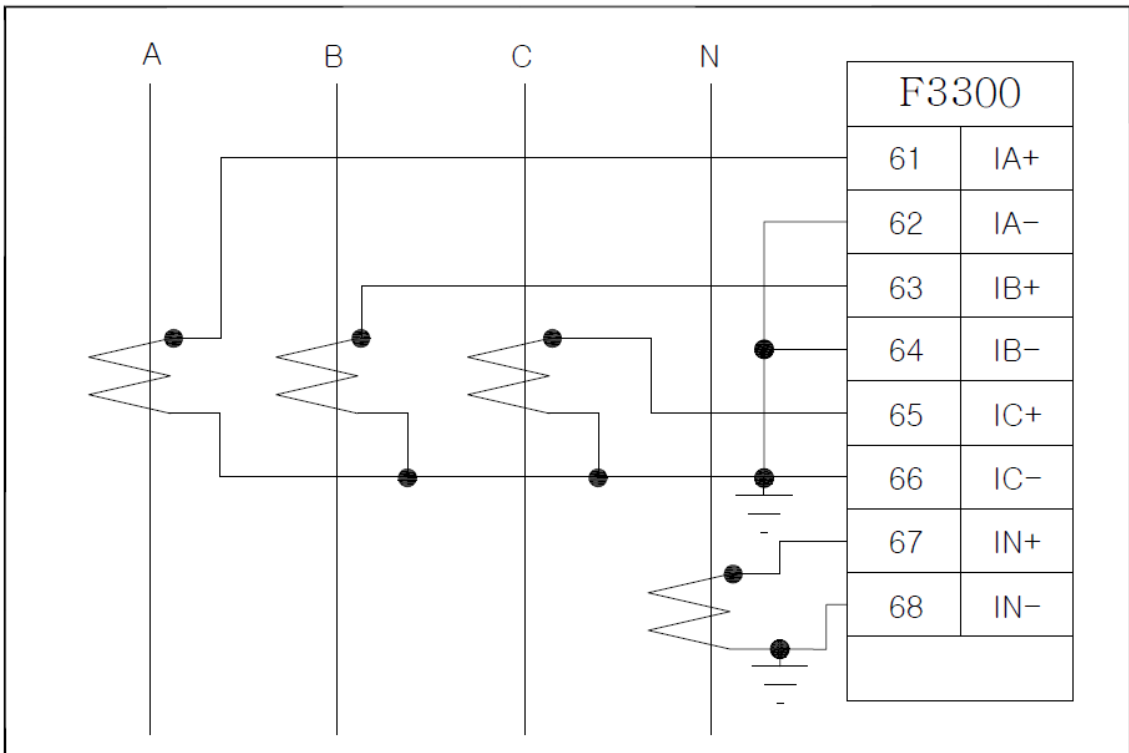 A B C N
F3300
61 IA+
62 IA-
63 IB+
64 IB-
65 IC+
66 IC-
67 IN+
68 IN-